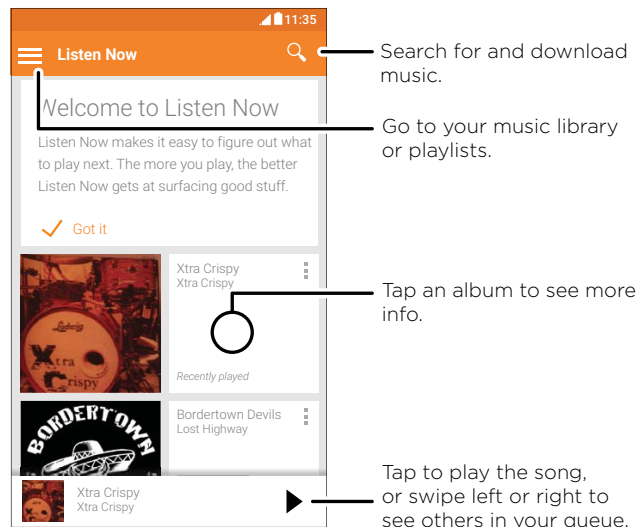 11:35
Listen Now
Search for and download
music.
Welcome to Listen Now
Go to your music library
or playlists.
Listen Now makes it easy to figure out what
to play next. The more you play, the better
Listen Now gets at surfacing good stuff.
Got it
Ludwig
Xtra
Crispy
Xtra Crispy
Xtra Crispy
Recently played
Tap an album to see more
info.
BORDERTOWN
Bordertown Devils
Lost Highway
Xtra Crispy
Xtra Crispy
Tap to play the song,
or swipe left or right to
see others in your queue.